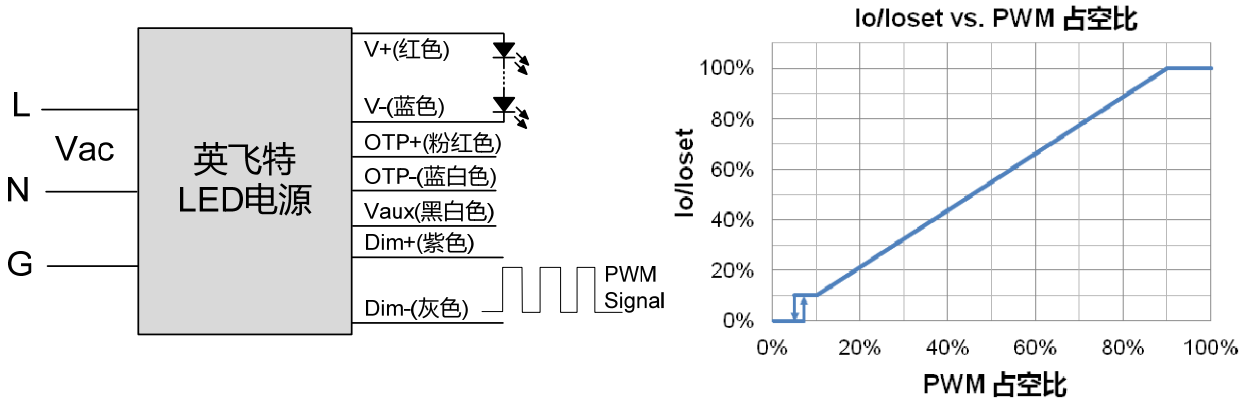 L
Vac
N
G
英飞特
LED电源
V+(红色)
V-(蓝色)
OTP+(粉红色)
OTP-(蓝白色)
Vaux(黑白色)
Dim+(紫色)
Dim-(灰色)
PWM
Signal
Io/Ioset vs. PWM 占空比
Io/Ioset
100%
80%
60%
40%
20%
0%
0%
20%
40%
60%
80%
100%
PWM 占空比